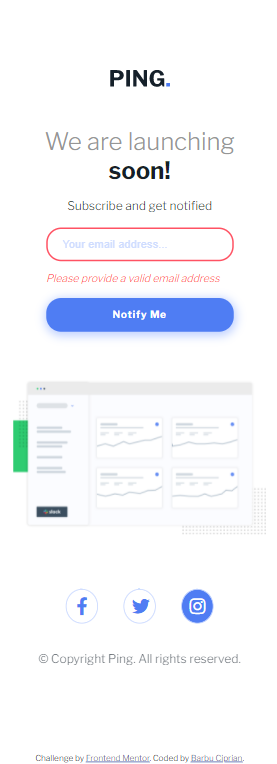 PING.
We are launching
soon!
Subscribe and get notified
Your email address...
Please provide a valid email address
Notify Me
slack
© Copyright Ping. All rights reserved.
Challenge by Frontend Mentor. Coded by Barbu Ciprian.